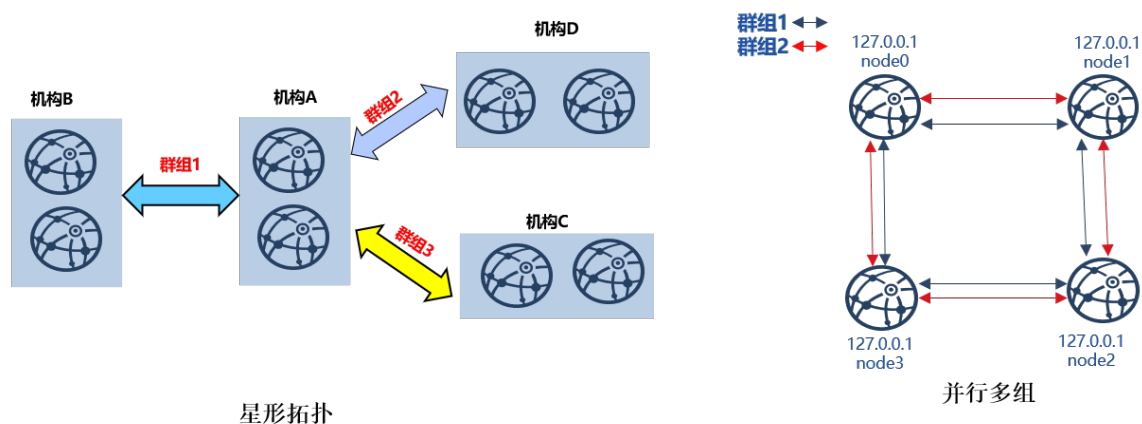 机构B
机构A
机构D
群组1
群组2
群组3
机构C
星形拓扑
群组1
群组2
127.0.0.1
node0
127.0.0.1
node1
127.0.0.1
node3
127.0.0.1
node2
并行多组